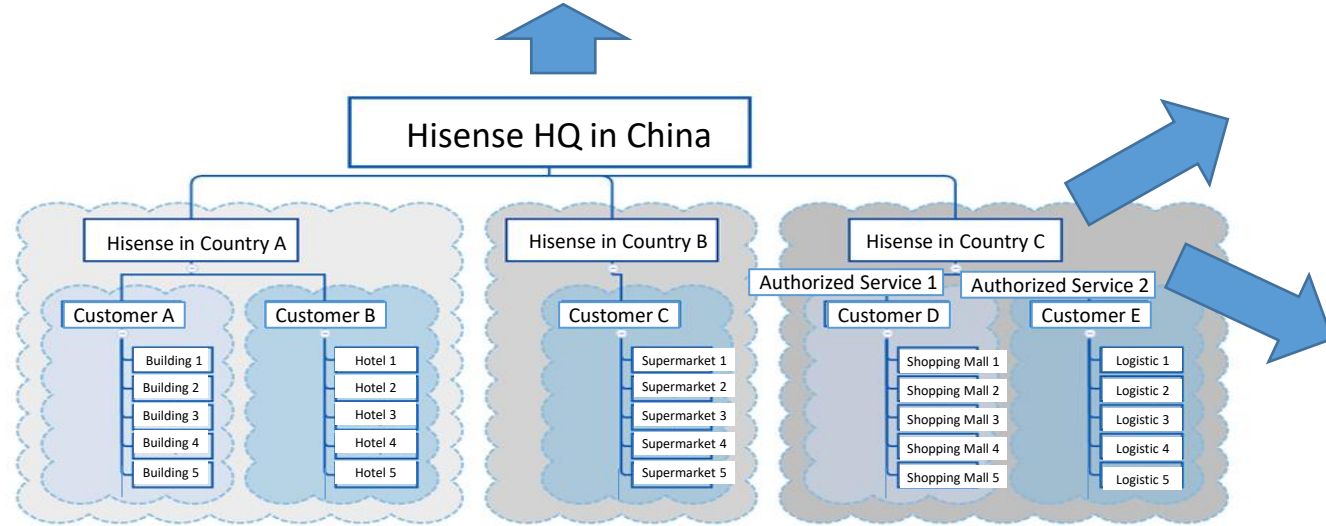 Hisense HQ in China
Hisense in Country A
Hisense in Country B
Hisense in Country C
Authorized Service 1
Authorized Service 2
Customer A
Customer B
Customer C
Customer D
Customer E
Building 1
Building 2
Building 3
Building 4
Building 5
Hotel 1
Hotel 2
Hotel 3
Hotel 4
Hotel 5
Supermarket 1
Supermarket 2
Supermarket 3
Supermarket 4
Supermarket 5
Shopping Mall 1
Shopping Mall 2
Shopping Mall 3
Shopping Mall 4
Shopping Mall 5
Logistic 1
Logistic 2
Logistic 3
Logistic 4
Logistic 5